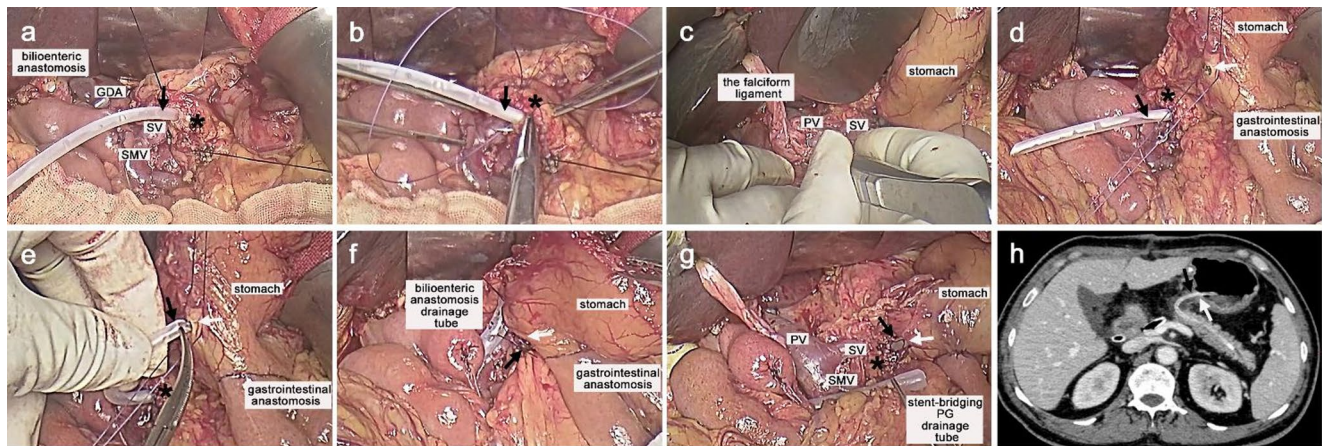 a
bilioenteric
anastomosis
GDA
SV
*
SMV
b
*
c
the falciform
ligament
stomach
PV
SV
d
stomach
*
gastrointestinal
anastomosis
e
stomach
*
gastrointestinal
anastomosis
f
bilioenteric
anastomosis
drainage
tube
stomach
gastrointestinal
anastomosis
g
stomach
PV
SV
*
SMV
stent-bridging
PG
drainage
tube
h